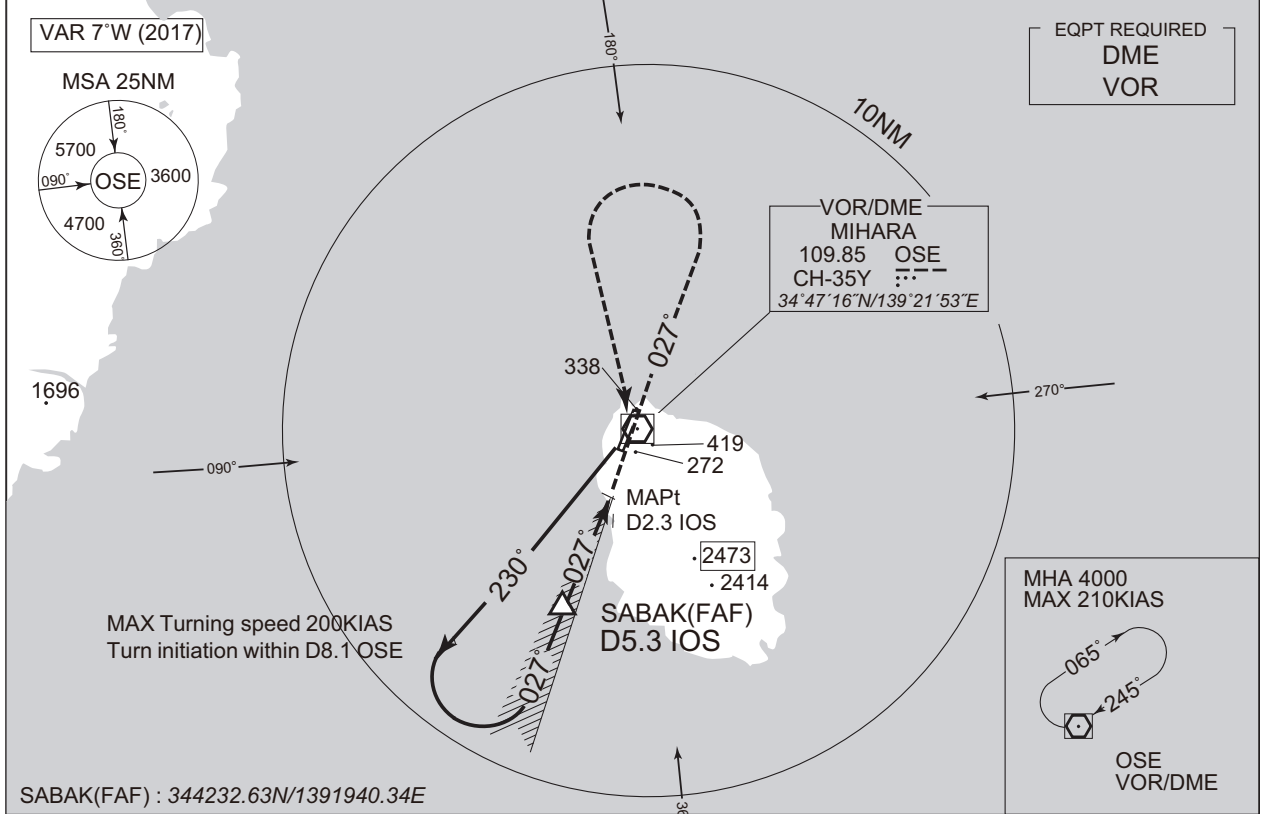 VAR 7°W (2017)
MSA 25NM
180°
5700
3600
090°
OSE
4700
360°
180°
EQPT REQUIRED
DME
VOR
10NM
VOR/DME
MIHARA
109.85 OSE
CH-35Y
34°47′16″N/139°21′53″E
027°
338
1696
270°
090°
419
272
MAPt
D2.3 IOS
230°
027°
2473
2414
SABAK(FAF)
D5.3 IOS
MAX Turning speed 200KIAS
Turn initiation within D8.1 OSE
027°
MHA 4000
MAX 210KIAS
065°
245°
OSE
VOR/DME
SABAK(FAF) : 344232.63N/1391940.34E